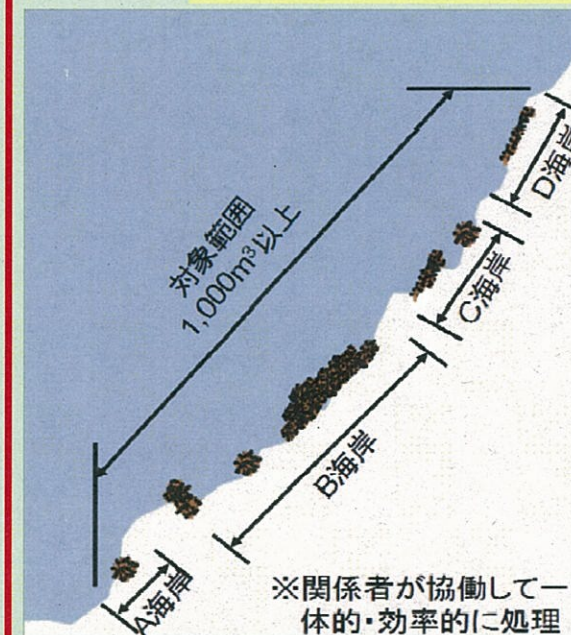 対象範囲
1,000m³以上
D海岸
C海岸
B海岸
A海岸
※関係者が協働して一
体的・効率的に処理